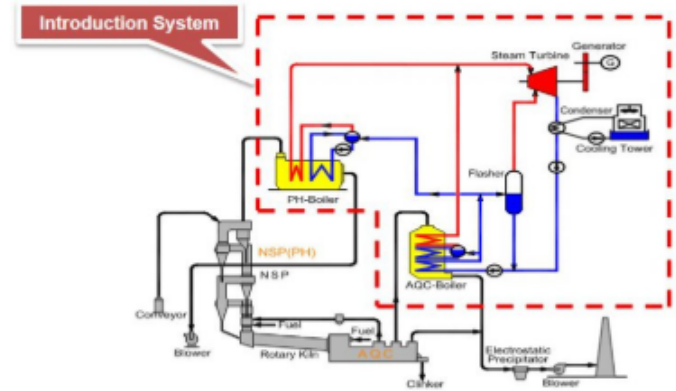 Introduction System
Generator
Steam Turbine
G
Condenser
Cooling Tower
Flasher
PH-Boiler
NSP(PH)
NSP
AQC-Boiler
Conveyor
Fuel
Fuel
Blower
Rotary Kiln
AQC
Electrostatic
Precipitator
Clinker
Blower